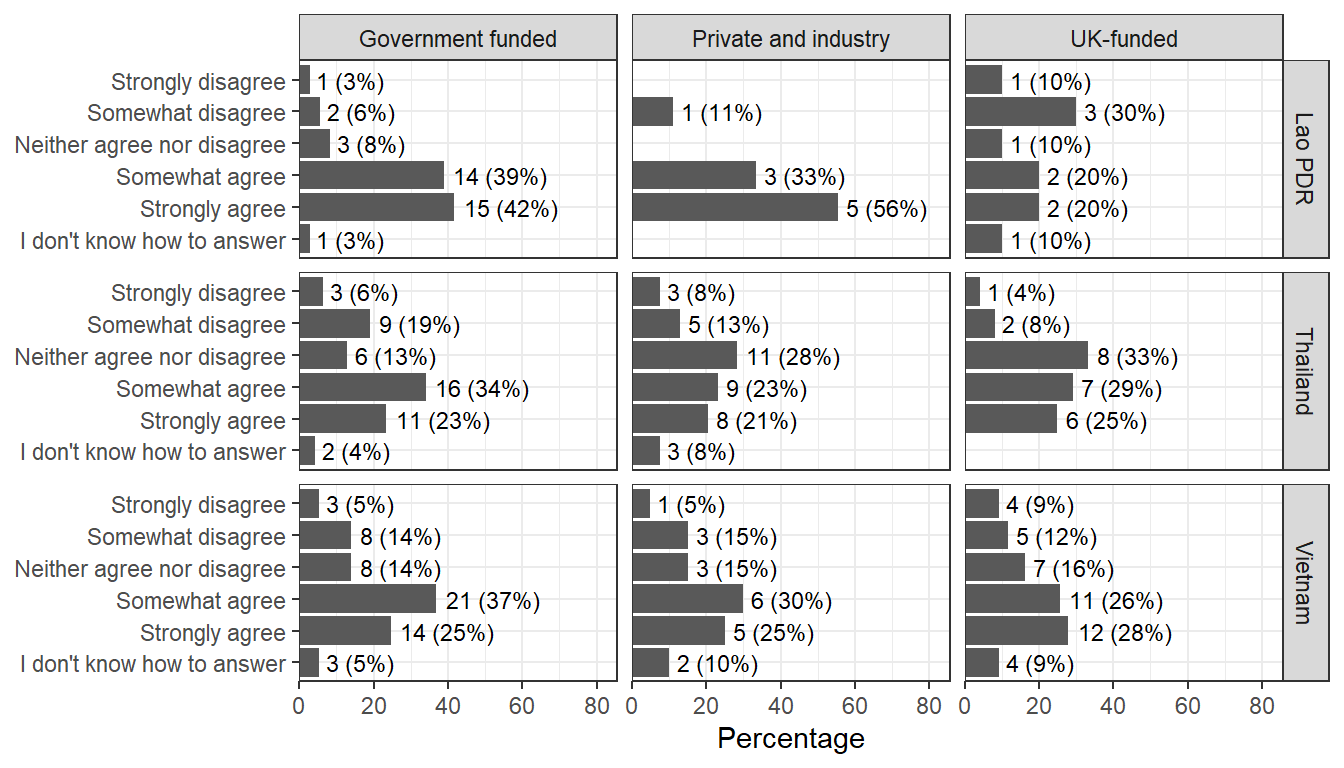 Government funded
Private and industry
UK-funded
Strongly disagree 1 (3%) 1 (10%)
Somewhat disagree 2 (6%) 1 (11%) 3 (30%)
Neither agree nor disagree 3 (8%) 1 (10%)
Somewhat agree 14 (39%) 3 (33%) 2 (20%)
Strongly agree 15 (42%) 5 (56%) 2 (20%)
I don't know how to answer 1 (3%) 1 (10%)
Lao PDR
Strongly disagree 3 (6%) 3 (8%) 1 (4%)
Somewhat disagree 9 (19%) 5 (13%) 2 (8%)
Neither agree nor disagree 6 (13%) 11 (28%) 8 (33%)
Somewhat agree 16 (34%) 9 (23%) 7 (29%)
Strongly agree 11 (23%) 8 (21%) 6 (25%)
I don't know how to answer 2 (4%) 3 (8%)
Thailand
Strongly disagree 3 (5%) 1 (5%) 4 (9%)
Somewhat disagree 8 (14%) 3 (15%) 5 (12%)
Neither agree nor disagree 8 (14%) 3 (15%) 7 (16%)
Somewhat agree 21 (37%) 6 (30%) 11 (26%)
Strongly agree 14 (25%) 5 (25%) 12 (28%)
I don't know how to answer 3 (5%) 2 (10%) 4 (9%)
Vietnam
0 20 40 60 80 0 20 40 60 80 0 20 40 60 80
Percentage